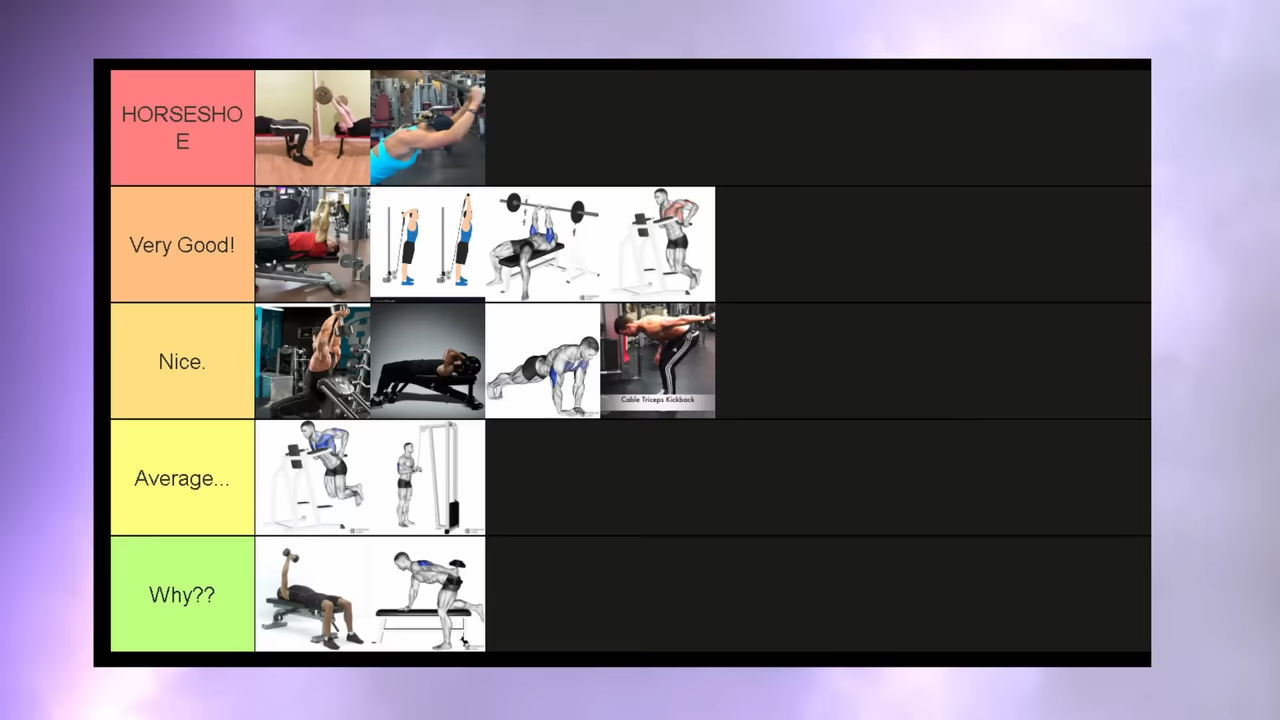 HORSESHO
E
Very Good!
Nice.
Cable Triceps Kickback
Average...
Why??